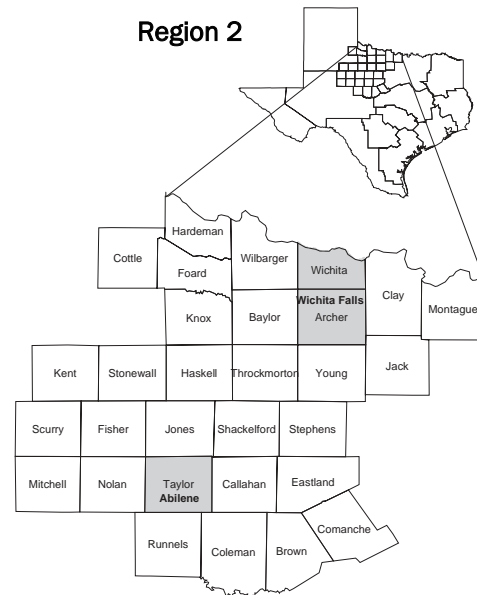 Region 2
Hardeman
Cottle
Wilbarger
Foard
Wichita
Wichita Falls
Archer
Clay
Montague
Knox
Baylor
Kent
Stonewall
Haskell
Throckmorton
Young
Jack
Scurry
Fisher
Jones
Shackelford
Stephens
Mitchell
Nolan
Taylor
Abilene
Callahan
Eastland
Runnels
Coleman
Brown
Comanche